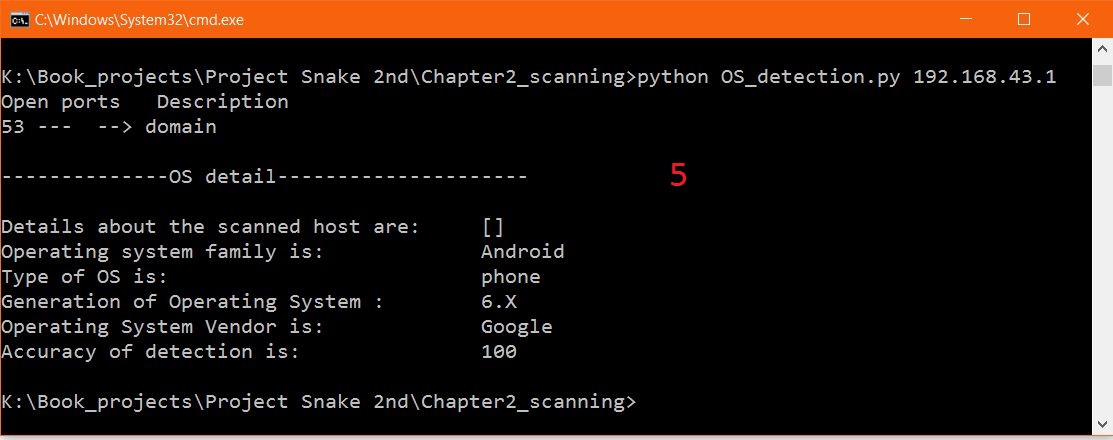 C:\Windows\System32\cmd.exe
K:\Book_projects\Project Snake 2nd\Chapter2_scanning>python OS_detection.py 192.168.43.1
Open ports   Description
53 ---  --> domain
--------------OS detail---------------------
5
Details about the scanned host are:     []
Operating system family is:             Android
Type of OS is:                          phone
Generation of Operating System :        6.X
Operating System Vendor is:             Google
Accuracy of detection is:               100
K:\Book_projects\Project Snake 2nd\Chapter2_scanning>